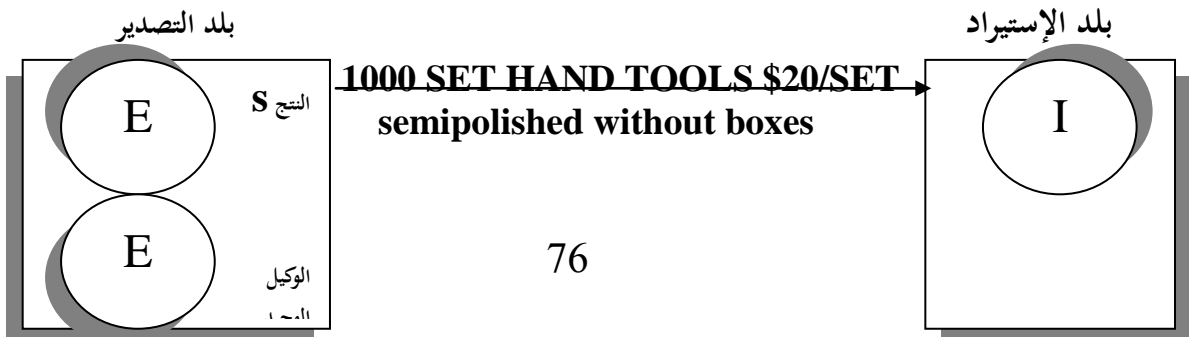 بلد التصدير
بلد الإستيراد
1000 SET HAND TOOLS $20/SET
semipolished without boxes
E
النتج s
I
E
الوكيل
76